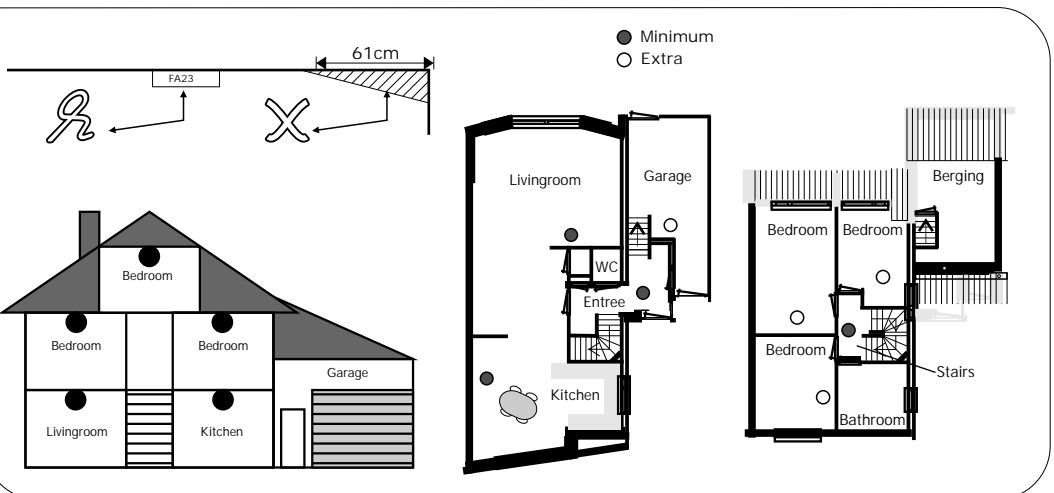 61cm
FA23
Minimum
Extra
Bedroom
Bedroom
Bedroom
Garage
Livingroom
Kitchen
Livingroom
Garage
WC
Entree
Kitchen
Berging
Bedroom
Bedroom
Bedroom
Stairs
Bathroom